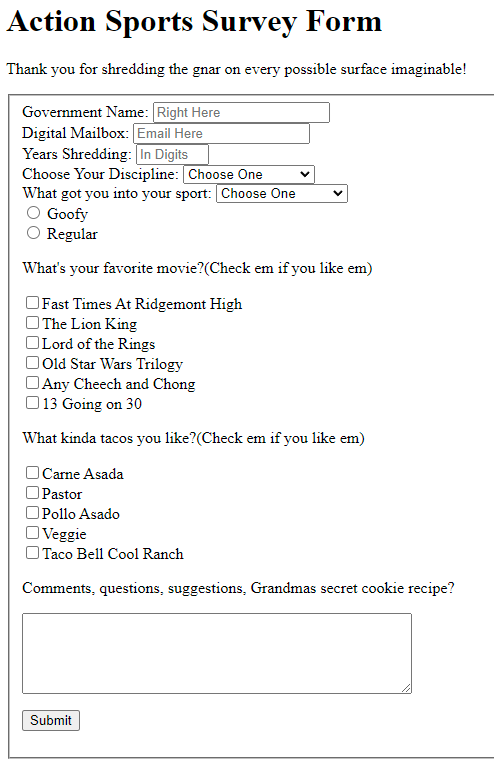 Action Sports Survey Form
Thank you for shredding the gnar on every possible surface imaginable!
Government Name: Right Here
Digital Mailbox: Email Here
Years Shredding: In Digits
Choose Your Discipline: Choose One
What got you into your sport: Choose One
Goofy
Regular
What's your favorite movie?(Check em if you like em)
Fast Times At Ridgemont High
The Lion King
Lord of the Rings
Old Star Wars Trilogy
Any Cheech and Chong
13 Going on 30
What kinda tacos you like?(Check em if you like em)
Carne Asada
Pastor
Pollo Asado
Veggie
Taco Bell Cool Ranch
Comments, questions, suggestions, Grandmas secret cookie recipe?
Submit